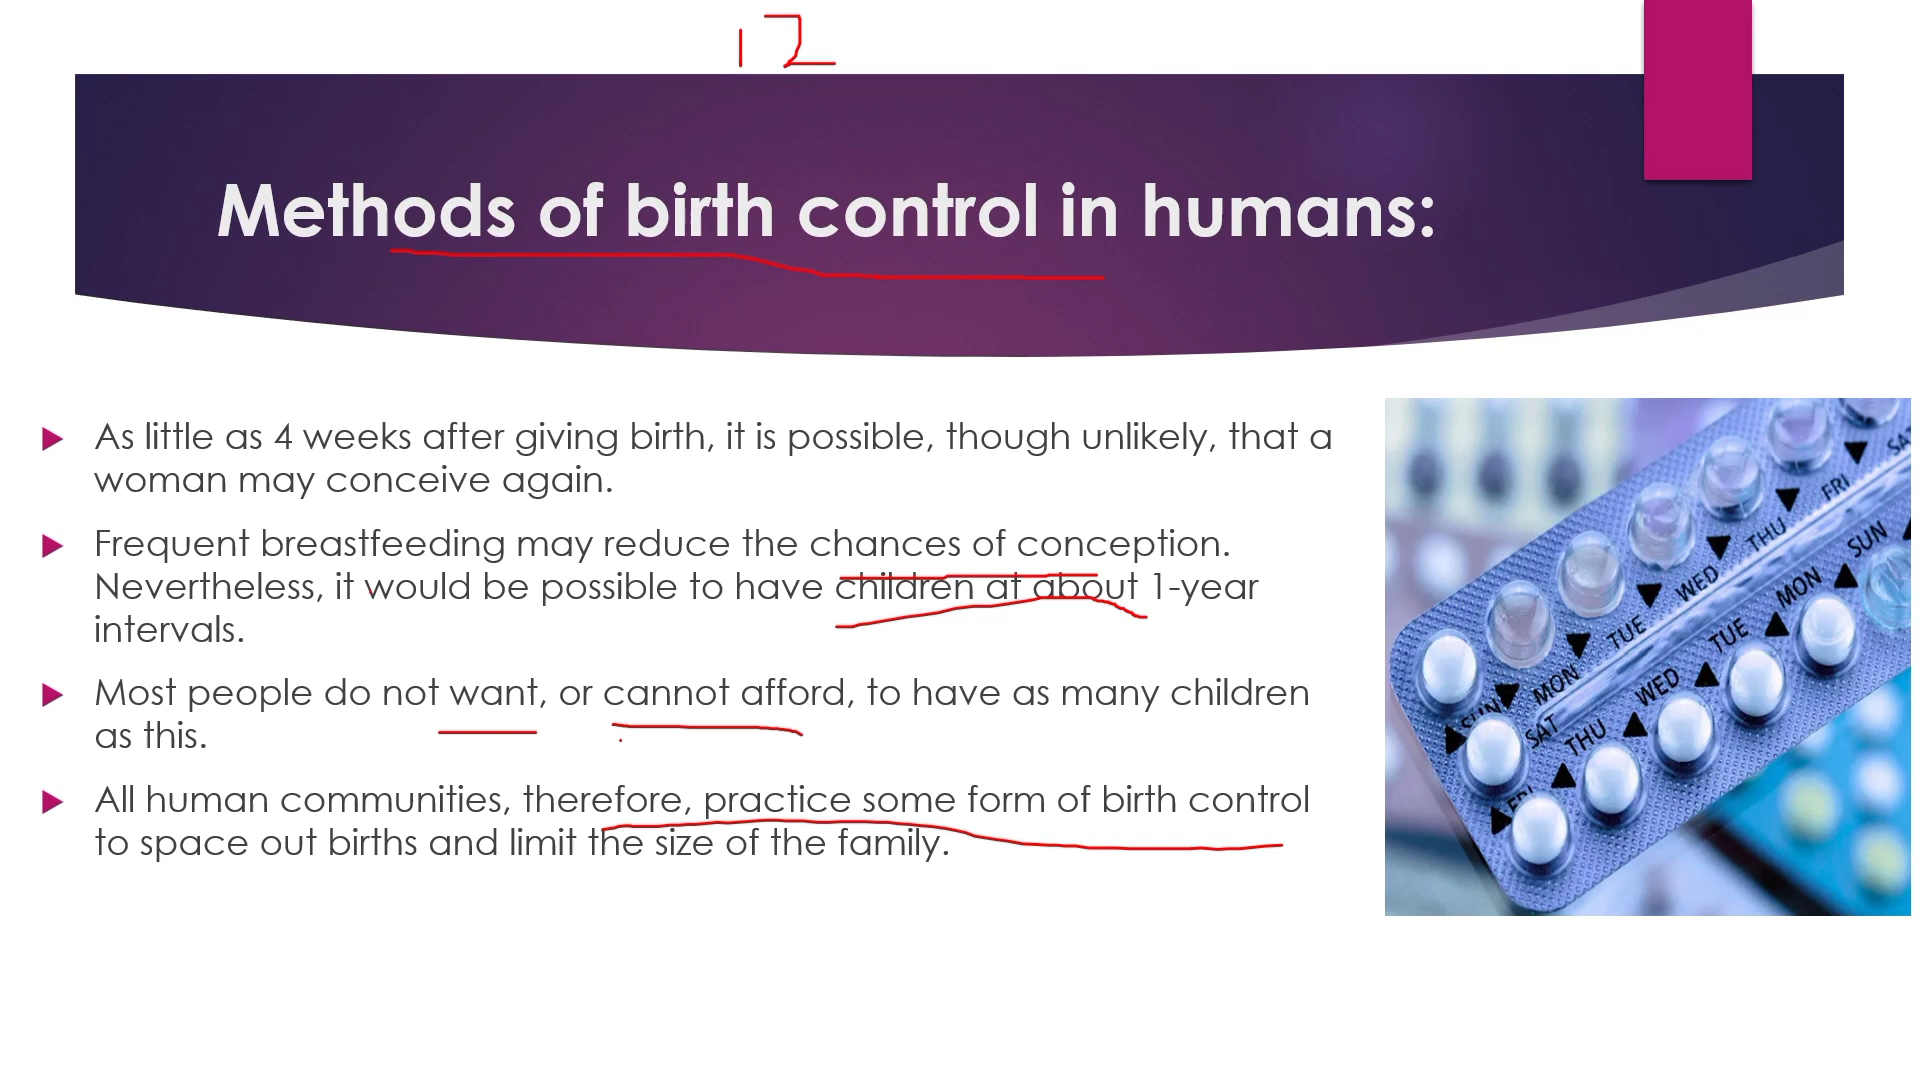 12
Methods of birth control in humans:
As little as 4 weeks after giving birth, it is possible, though unlikely, that a
woman may conceive again.
Frequent breastfeeding may reduce the chances of conception.
Nevertheless, it would be possible to have children at about 1-year
intervals.
Most people do not want, or cannot afford, to have as many children
as this.
All human communities, therefore, practice some form of birth control
to space out births and limit the size of the family.
SAT
FRI
THU
SUN
WED
MON
TUE
TUE
MON
WED
SUN
SAT
THU
FRI